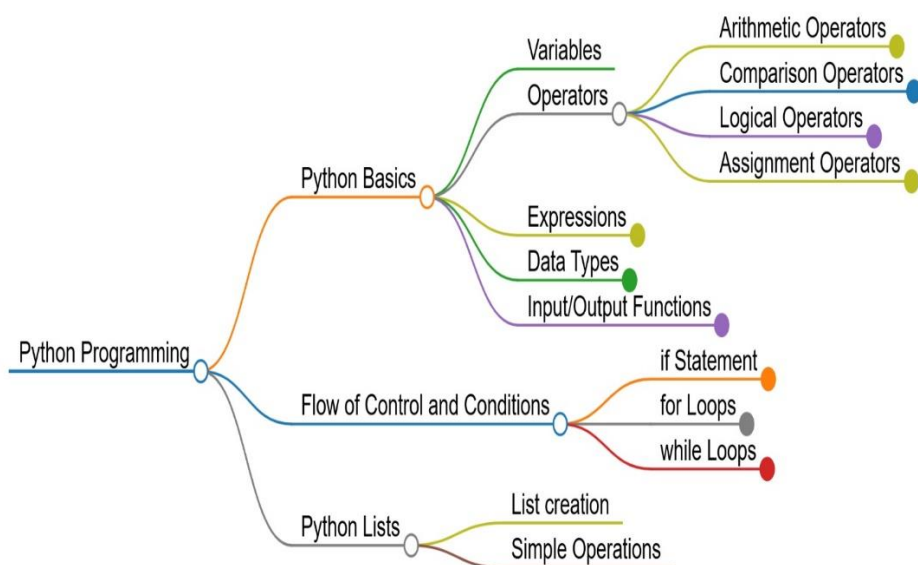 Python Programming
Python Basics
Variables
Operators
Arithmetic Operators
Comparison Operators
Logical Operators
Assignment Operators
Expressions
Data Types
Input/Output Functions
Flow of Control and Conditions
if Statement
for Loops
while Loops
Python Lists
List creation
Simple Operations